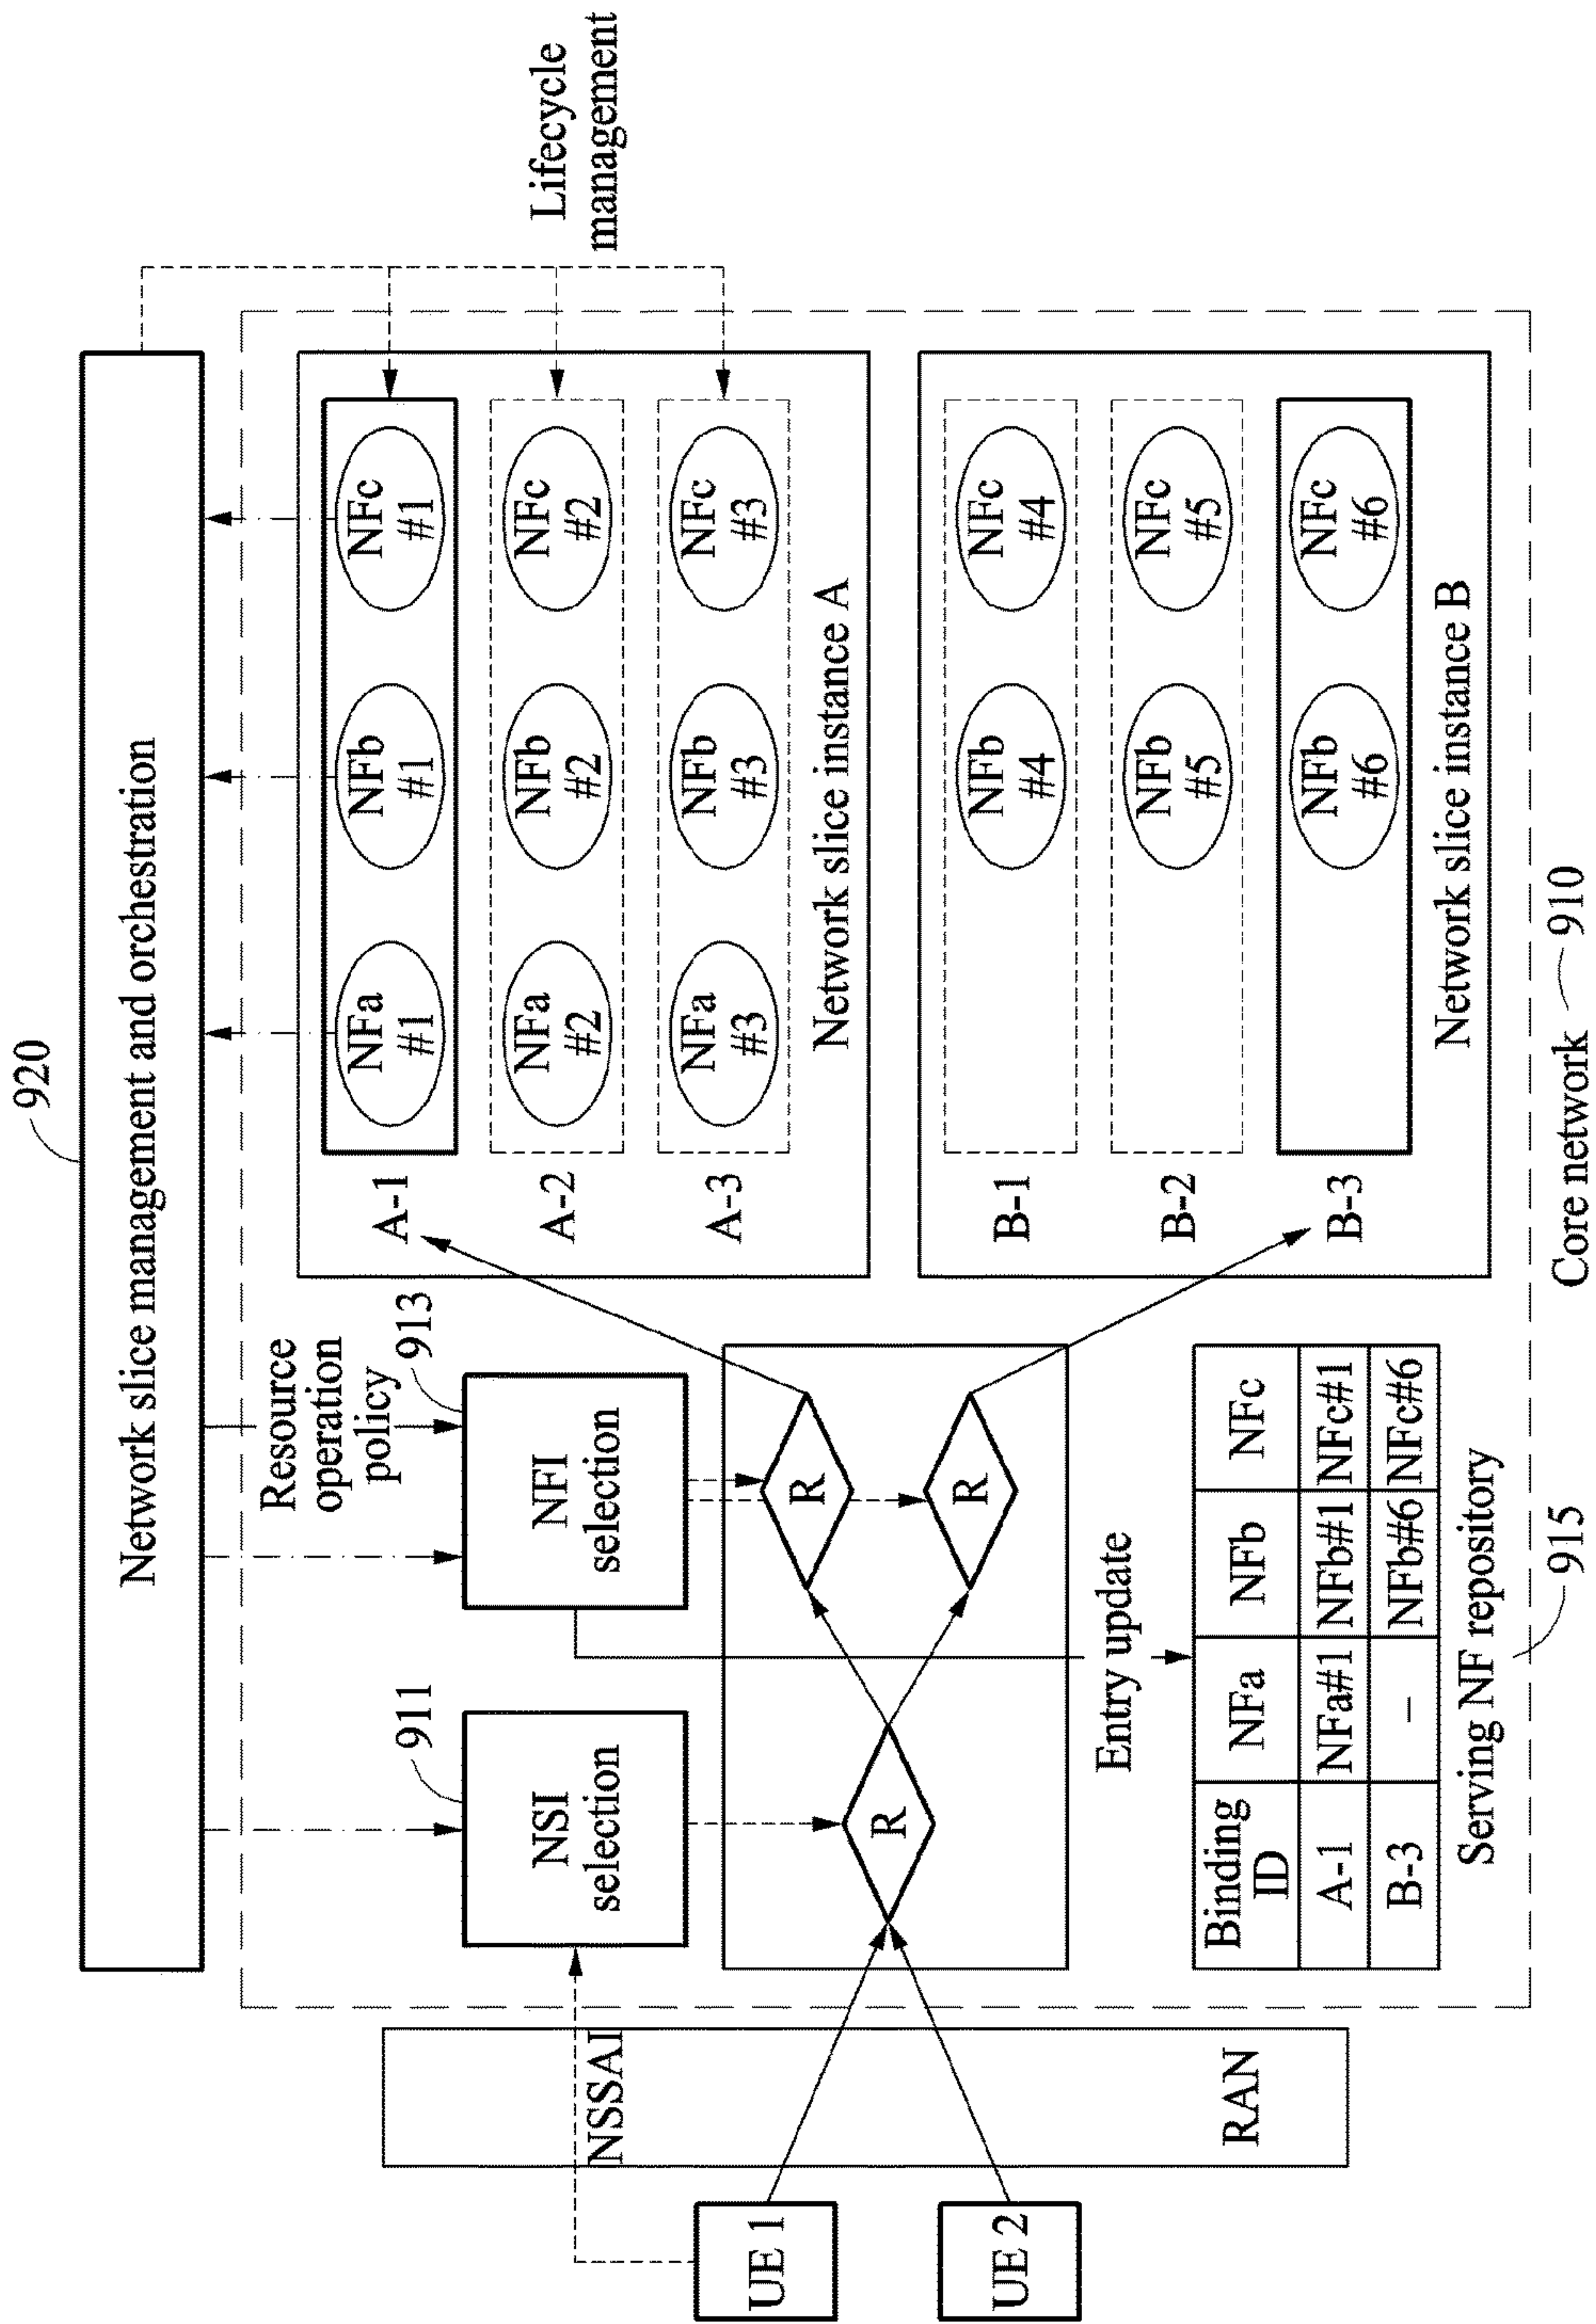 920
Network slice management and orchestration
Lifecycle
management
Resource
operation
policy
911
NSI
selection
913
NFI
selection
NSSAI
RAN
UE 1
UE 2
R
R
R
Entry update
Binding
ID
NFa
NFb
NFc
A-1
NFa#1
NFb#1
NFc#1
B-3
–
NFb#6
NFc#6
Serving NF repository
915
A-1
NFa
#1
NFb
#1
NFc
#1
A-2
NFa
#2
NFb
#2
NFc
#2
A-3
NFa
#3
NFb
#3
NFc
#3
Network slice instance A
B-1
NFb
#4
NFc
#4
B-2
NFb
#5
NFc
#5
B-3
NFb
#6
NFc
#6
Network slice instance B
Core network
910